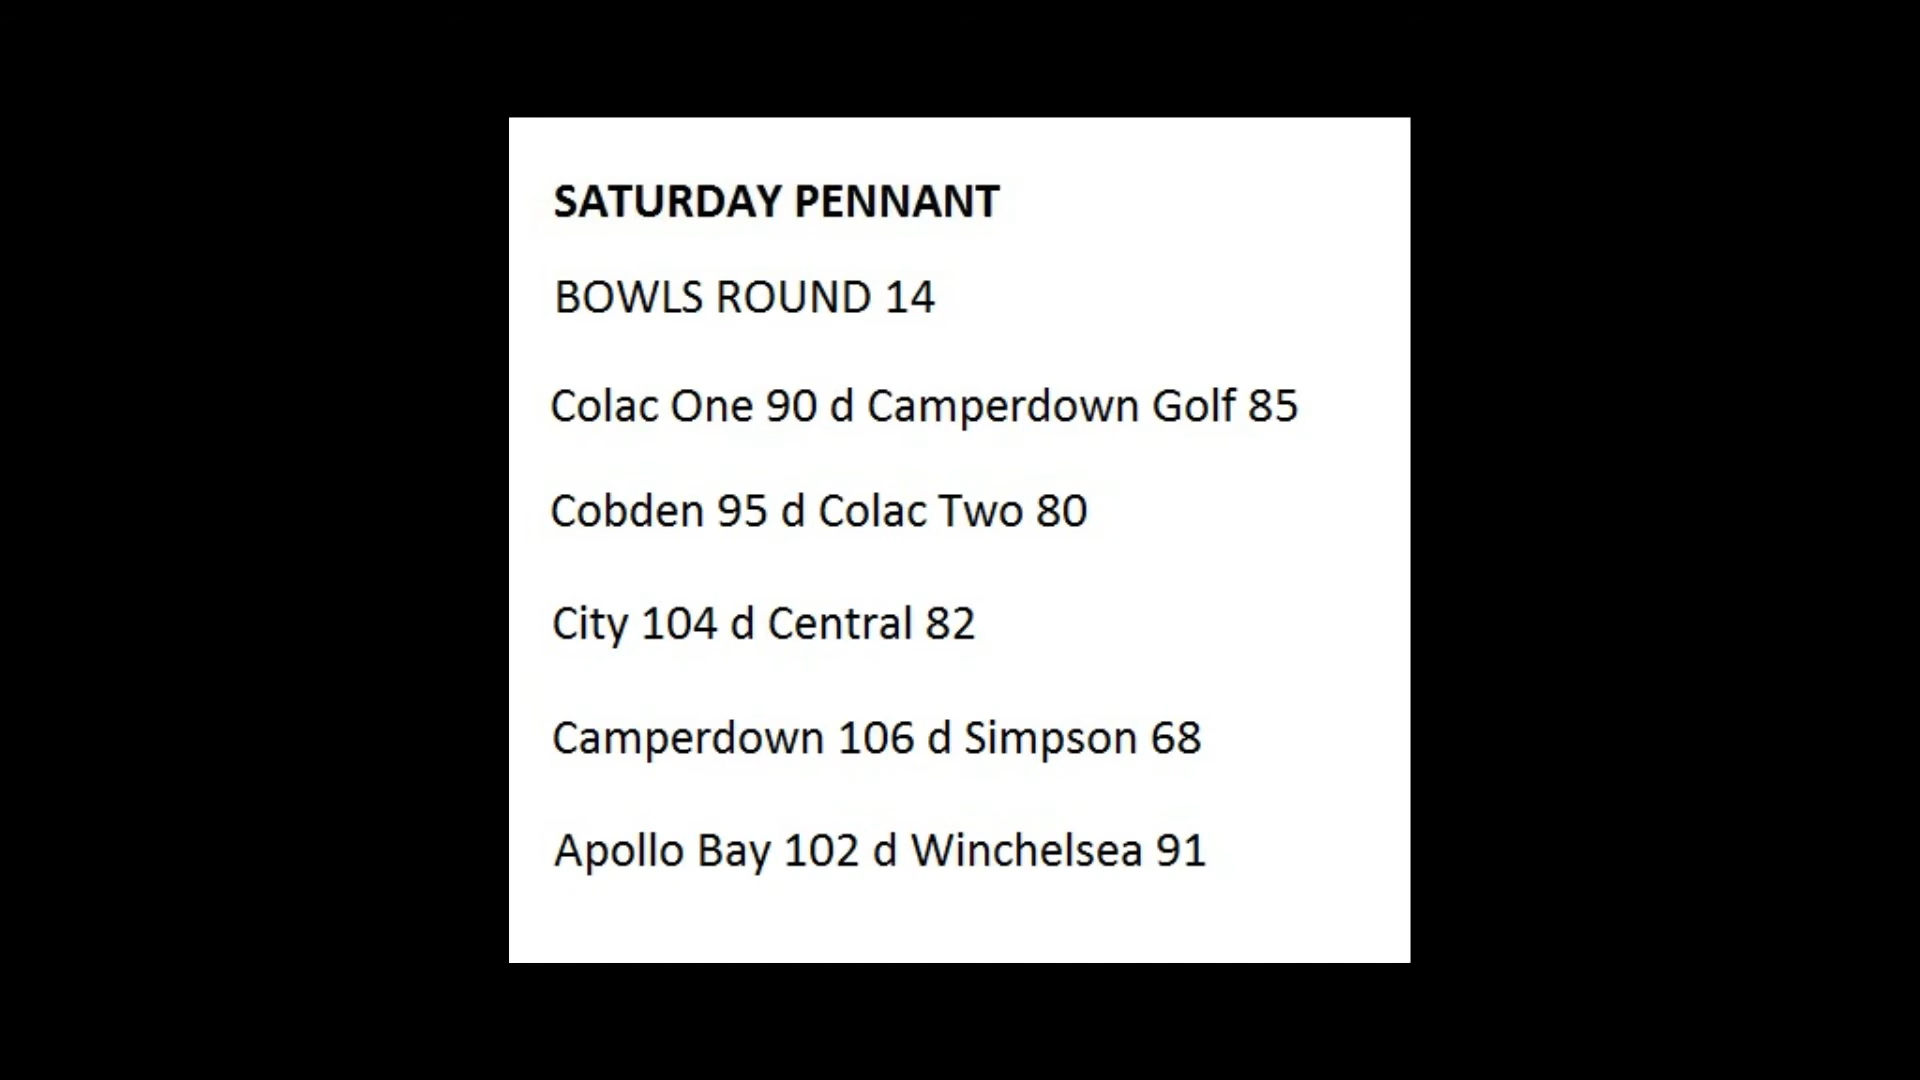 SATURDAY PENNANT
BOWLS ROUND 14
Colac One 90 d Camperdown Golf 85
Cobden 95 d Colac Two 80
City 104 d Central 82
Camperdown 106 d Simpson 68
Apollo Bay 102 d Winchelsea 91